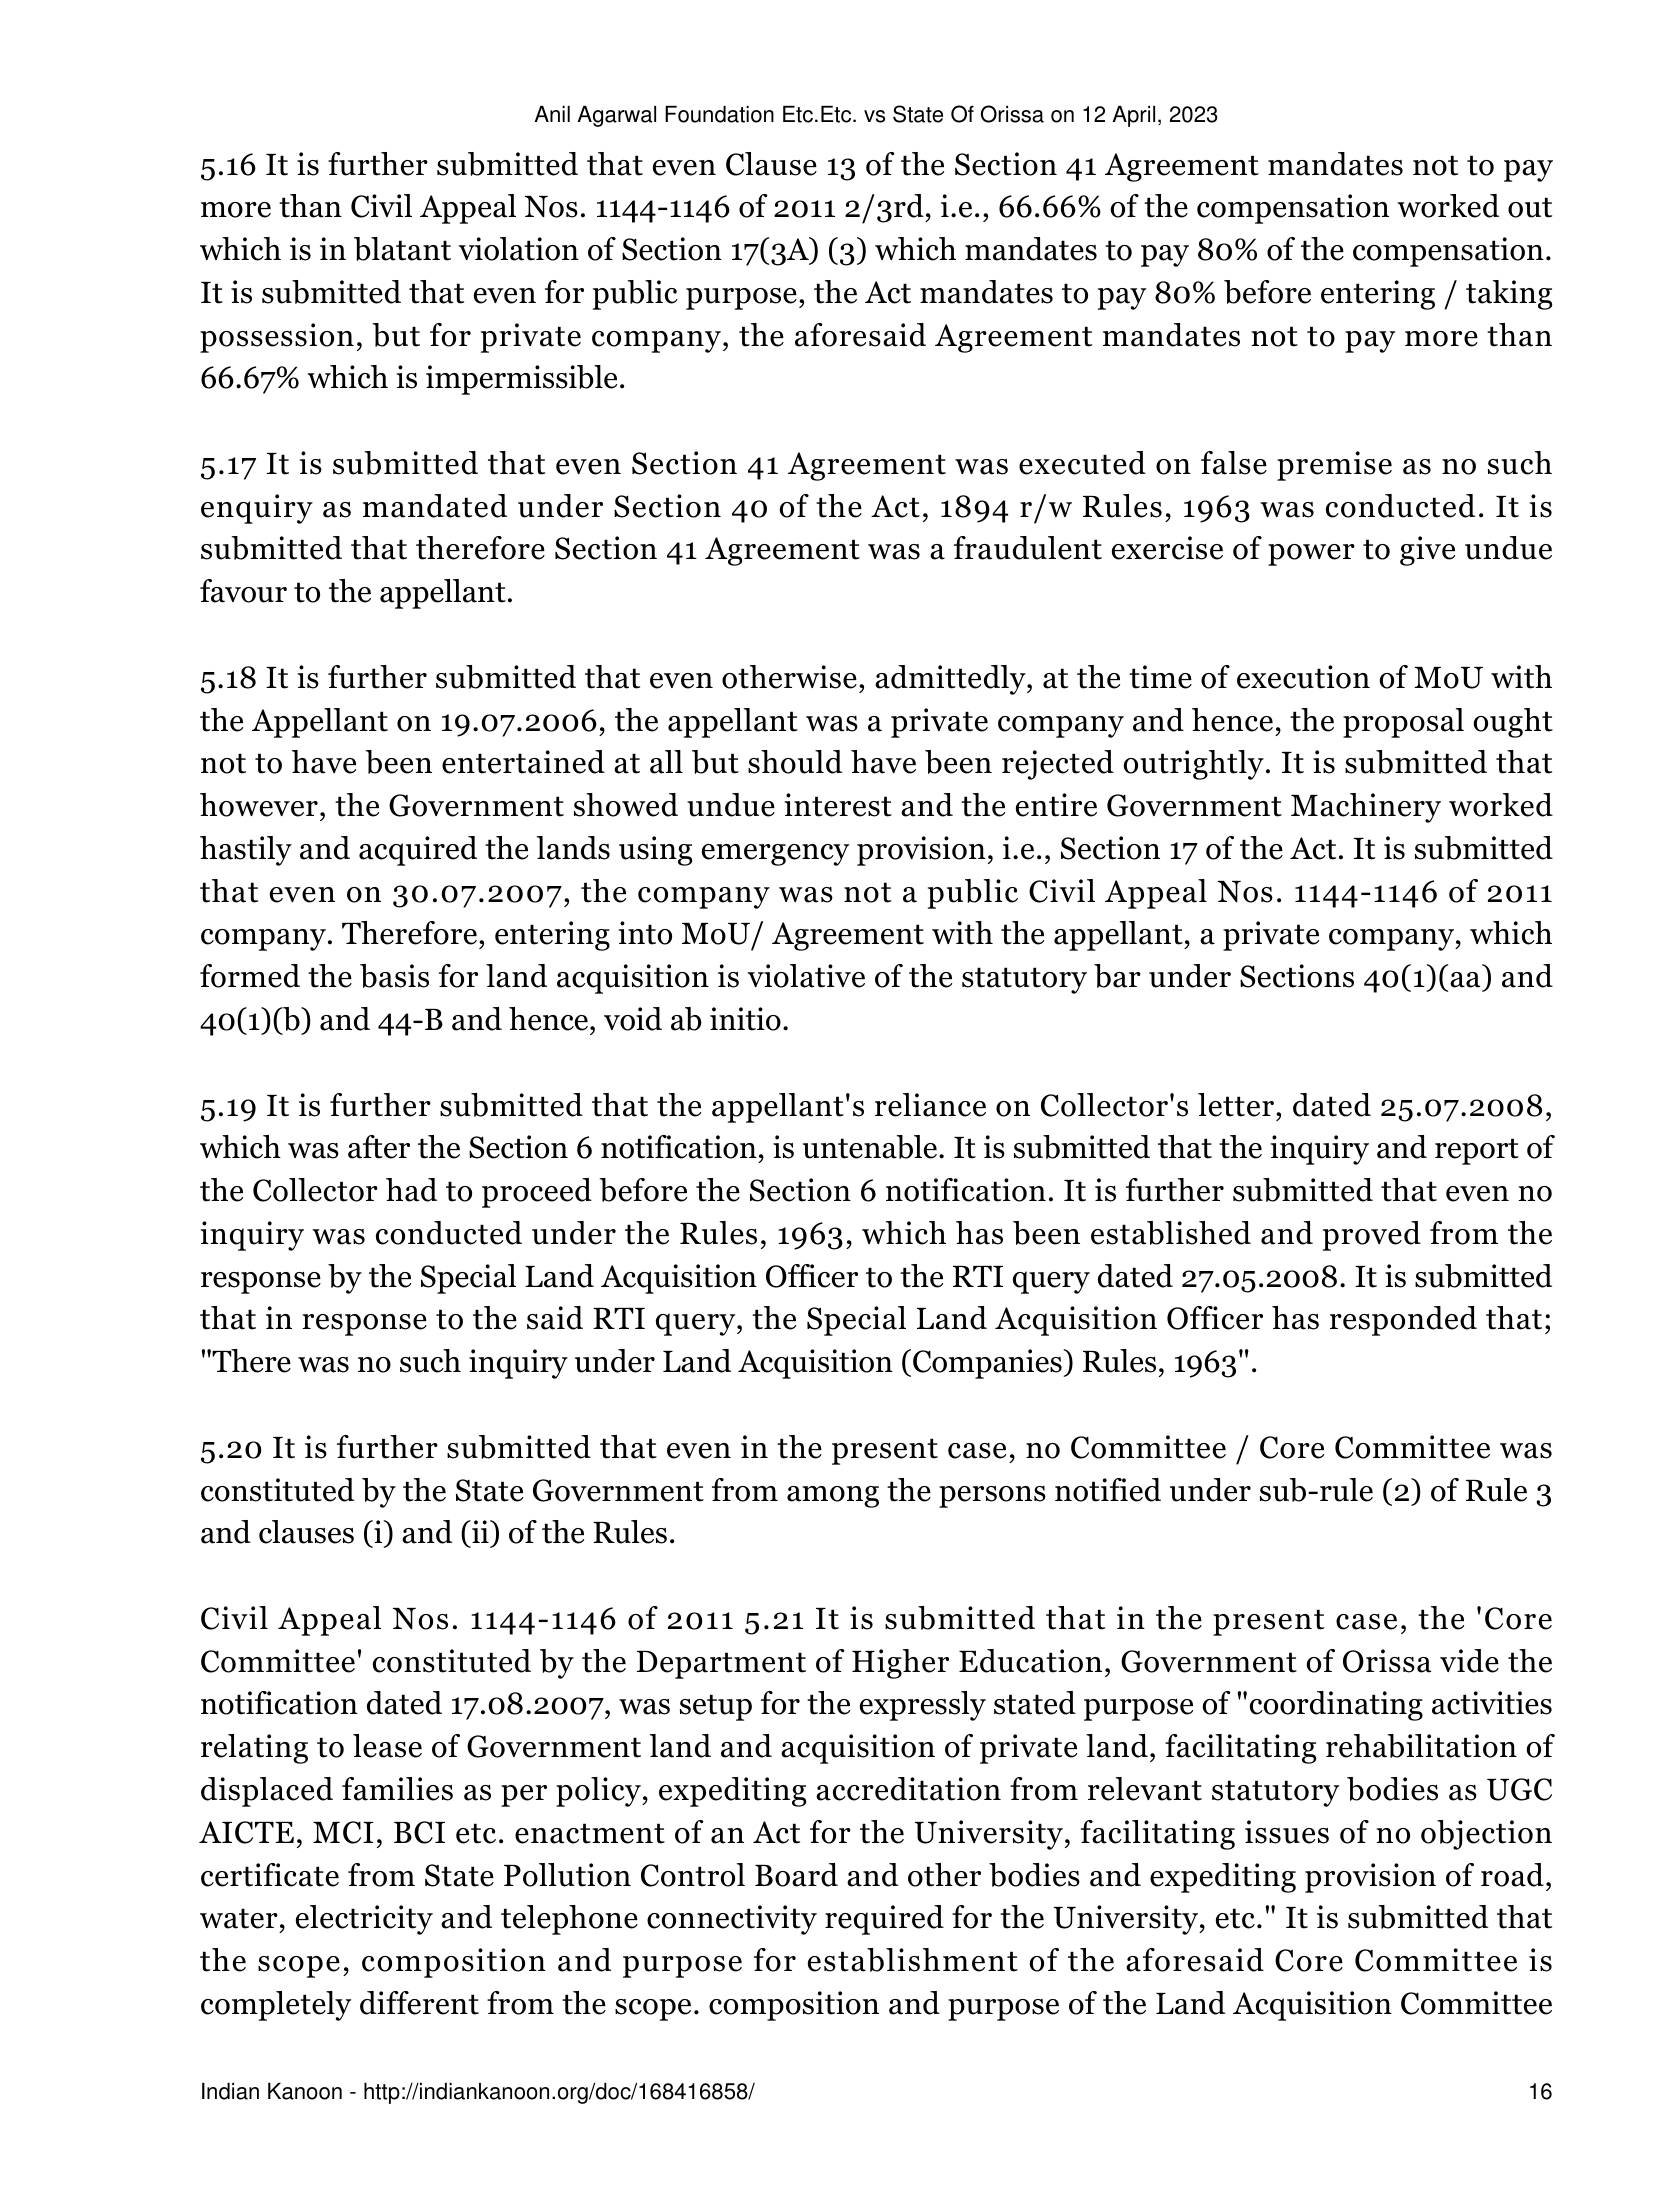 Anil Agarwal Foundation Etc.Etc. vs State Of Orissa on 12 April, 2023
5.16 It is further submitted that even Clause 13 of the Section 41 Agreement mandates not to pay
more than Civil Appeal Nos. 1144-1146 of 2011 2/3rd, i.e., 66.66% of the compensation worked out
which is in blatant violation of Section 17(3A) (3) which mandates to pay 80% of the compensation.
It is submitted that even for public purpose, the Act mandates to pay 80% before entering / taking
possession, but for private company, the aforesaid Agreement mandates not to pay more than
66.67% which is impermissible.
5.17 It is submitted that even Section 41 Agreement was executed on false premise as no such
enquiry as mandated under Section 40 of the Act, 1894 r/w Rules, 1963 was conducted. It is
submitted that therefore Section 41 Agreement was a fraudulent exercise of power to give undue
favour to the appellant.
5.18 It is further submitted that even otherwise, admittedly, at the time of execution of MoU with
the Appellant on 19.07.2006, the appellant was a private company and hence, the proposal ought
not to have been entertained at all but should have been rejected outrightly. It is submitted that
however, the Government showed undue interest and the entire Government Machinery worked
hastily and acquired the lands using emergency provision, i.e., Section 17 of the Act. It is submitted
that even on 30.07.2007, the company was not a public Civil Appeal Nos. 1144-1146 of 2011
company. Therefore, entering into MoU/ Agreement with the appellant, a private company, which
formed the basis for land acquisition is violative of the statutory bar under Sections 40(1)(aa) and
40(1)(b) and 44-B and hence, void ab initio.
5.19 It is further submitted that the appellant's reliance on Collector's letter, dated 25.07.2008,
which was after the Section 6 notification, is untenable. It is submitted that the inquiry and report of
the Collector had to proceed before the Section 6 notification. It is further submitted that even no
inquiry was conducted under the Rules, 1963, which has been established and proved from the
response by the Special Land Acquisition Officer to the RTI query dated 27.05.2008. It is submitted
that in response to the said RTI query, the Special Land Acquisition Officer has responded that;
"There was no such inquiry under Land Acquisition (Companies) Rules, 1963".
5.20 It is further submitted that even in the present case, no Committee / Core Committee was
constituted by the State Government from among the persons notified under sub-rule (2) of Rule 3
and clauses (i) and (ii) of the Rules.
Civil Appeal Nos. 1144-1146 of 2011 5.21 It is submitted that in the present case, the 'Core
Committee' constituted by the Department of Higher Education, Government of Orissa vide the
notification dated 17.08.2007, was setup for the expressly stated purpose of "coordinating activities
relating to lease of Government land and acquisition of private land, facilitating rehabilitation of
displaced families as per policy, expediting accreditation from relevant statutory bodies as UGC
AICTE, MCI, BCI etc. enactment of an Act for the University, facilitating issues of no objection
certificate from State Pollution Control Board and other bodies and expediting provision of road,
water, electricity and telephone connectivity required for the University, etc." It is submitted that
the scope, composition and purpose for establishment of the aforesaid Core Committee is
completely different from the scope. composition and purpose of the Land Acquisition Committee
Indian Kanoon - http://indiankanoon.org/doc/168416858/ 16